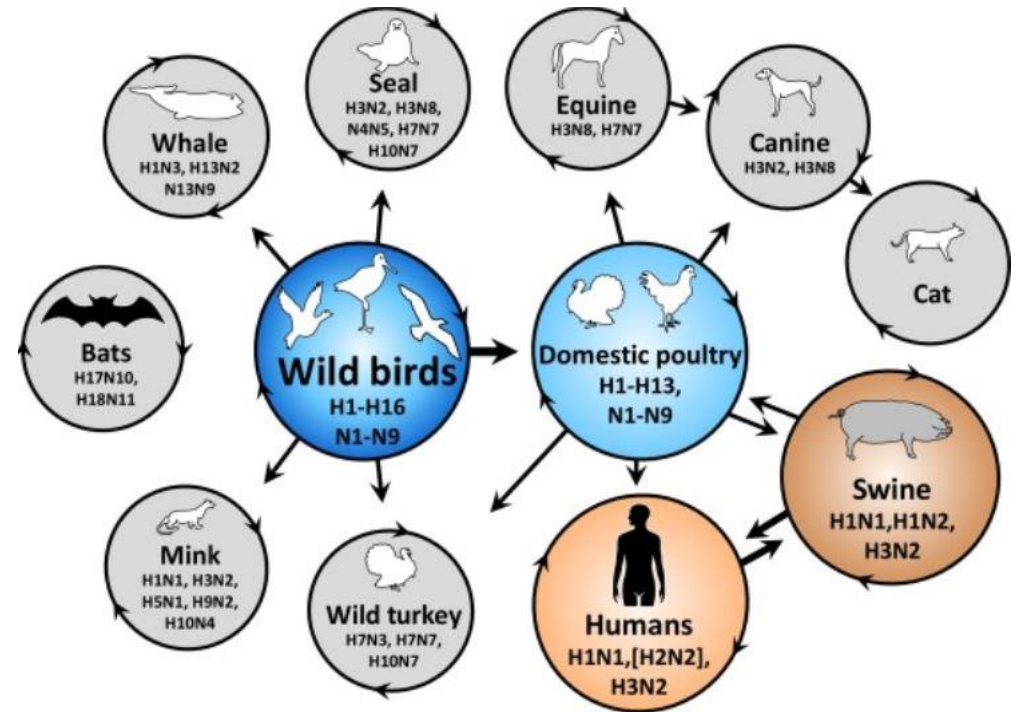 Whale
H1N3, H13N2
N13N9
Seal
H3N2, H3N8,
N4N5, H7N7
H10N7
Equine
H3N8, H7N7
Canine
H3N2, H3N8
Cat
Bats
H17N10,
H18N11
Wild birds
H1-H16
N1-N9
Domestic poultry
H1-H13,
N1-N9
Swine
H1N1,H1N2,
H3N2
Mink
H1N1, H3N2,
H5N1, H9N2,
H10N4
Wild turkey
H7N3, H7N7,
H10N7
Humans
H1N1,[H2N2],
H3N2